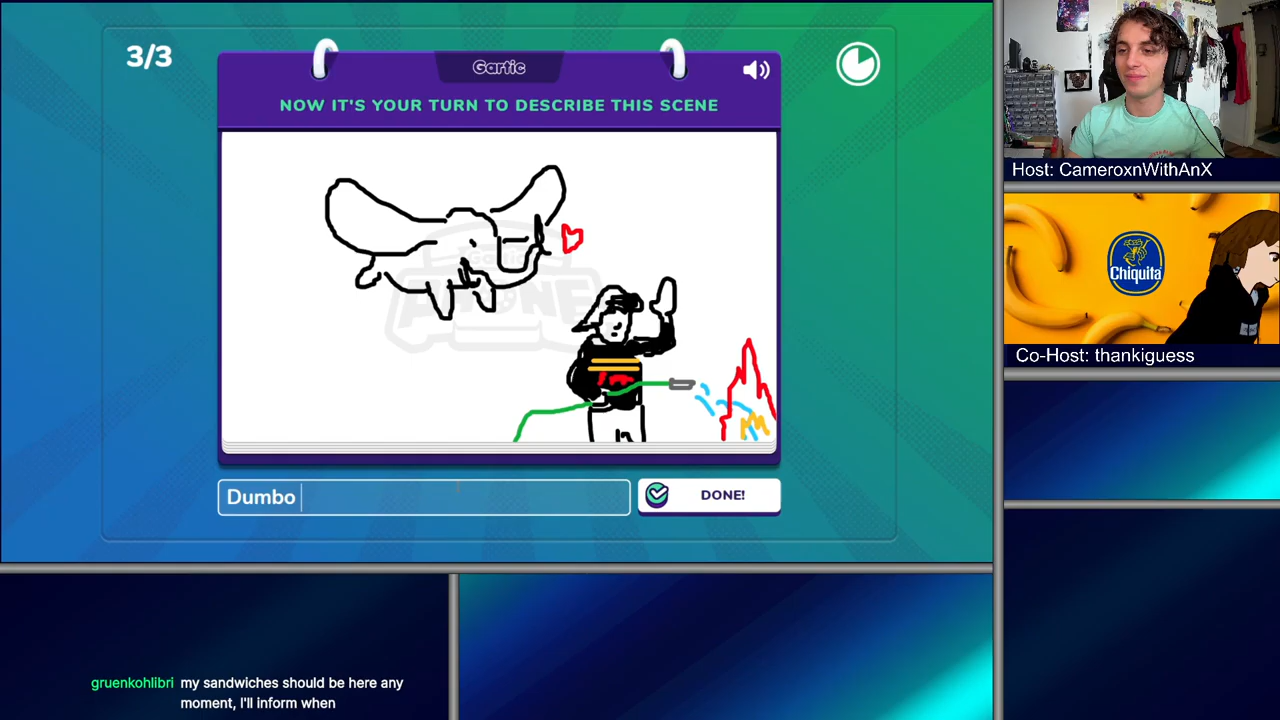 3/3
Gartic
NOW IT'S YOUR TURN TO DESCRIBE THIS SCENE
Dumbo
DONE!
Host: CameroxnWithAnX
Chiquita
Co-Host: thankiguess
gruenkohlibri my sandwiches should be here any
moment, I'll inform when